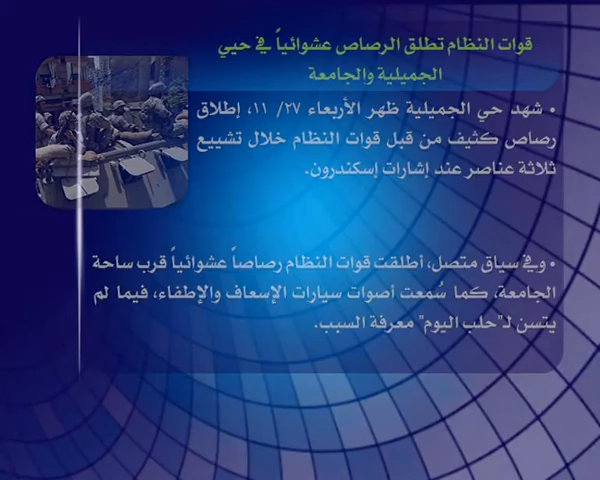 قوات النظام تطلق الرصاص عشوائياً في حيي
الجميلية والجامعة
• شهد حي الجميلية ظهر الأربعاء ٢٧/ ١١، إطلاق
رصاص كثيف من قبل قوات النظام خلال تشييع
ثلاثة عناصر عند إشارات إسكندرون.
• وفي سياق متصل، أطلقت قوات النظام رصاصاً عشوائياً قرب ساحة
الجامعة، كما سُمعت أصوات سيارات الإسعاف والإطفاء، فيما لم
يتسن لـ"حلب اليوم" معرفة السبب.